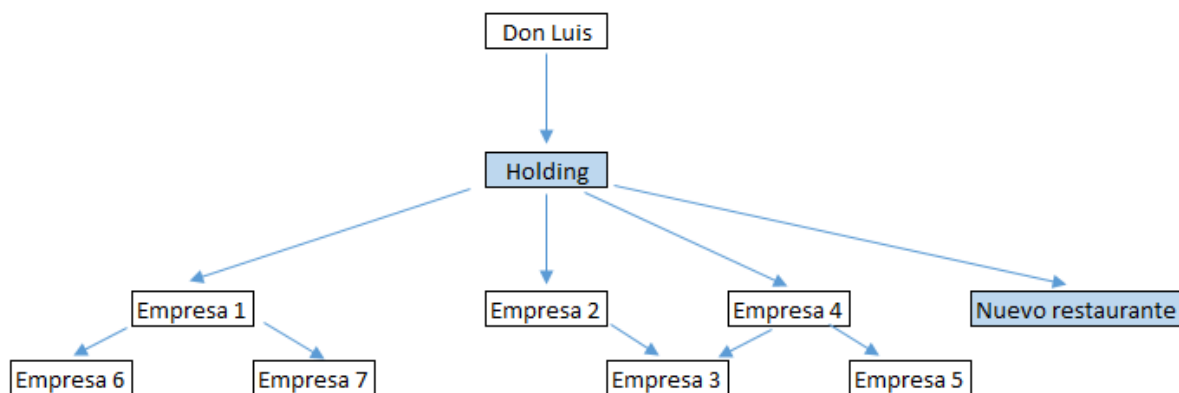 Don Luis
Holding
Empresa 1
Empresa 2
Empresa 4
Nuevo restaurante
Empresa 6
Empresa 7
Empresa 3
Empresa 5